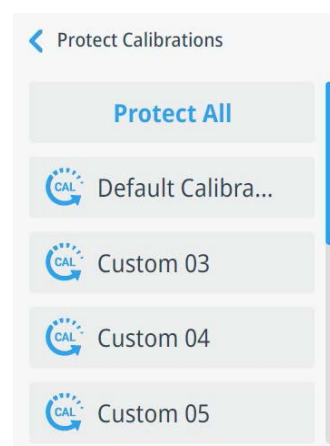 Protect Calibrations
Protect All
CAL Default Calibra...
CAL Custom 03
CAL Custom 04
CAL Custom 05